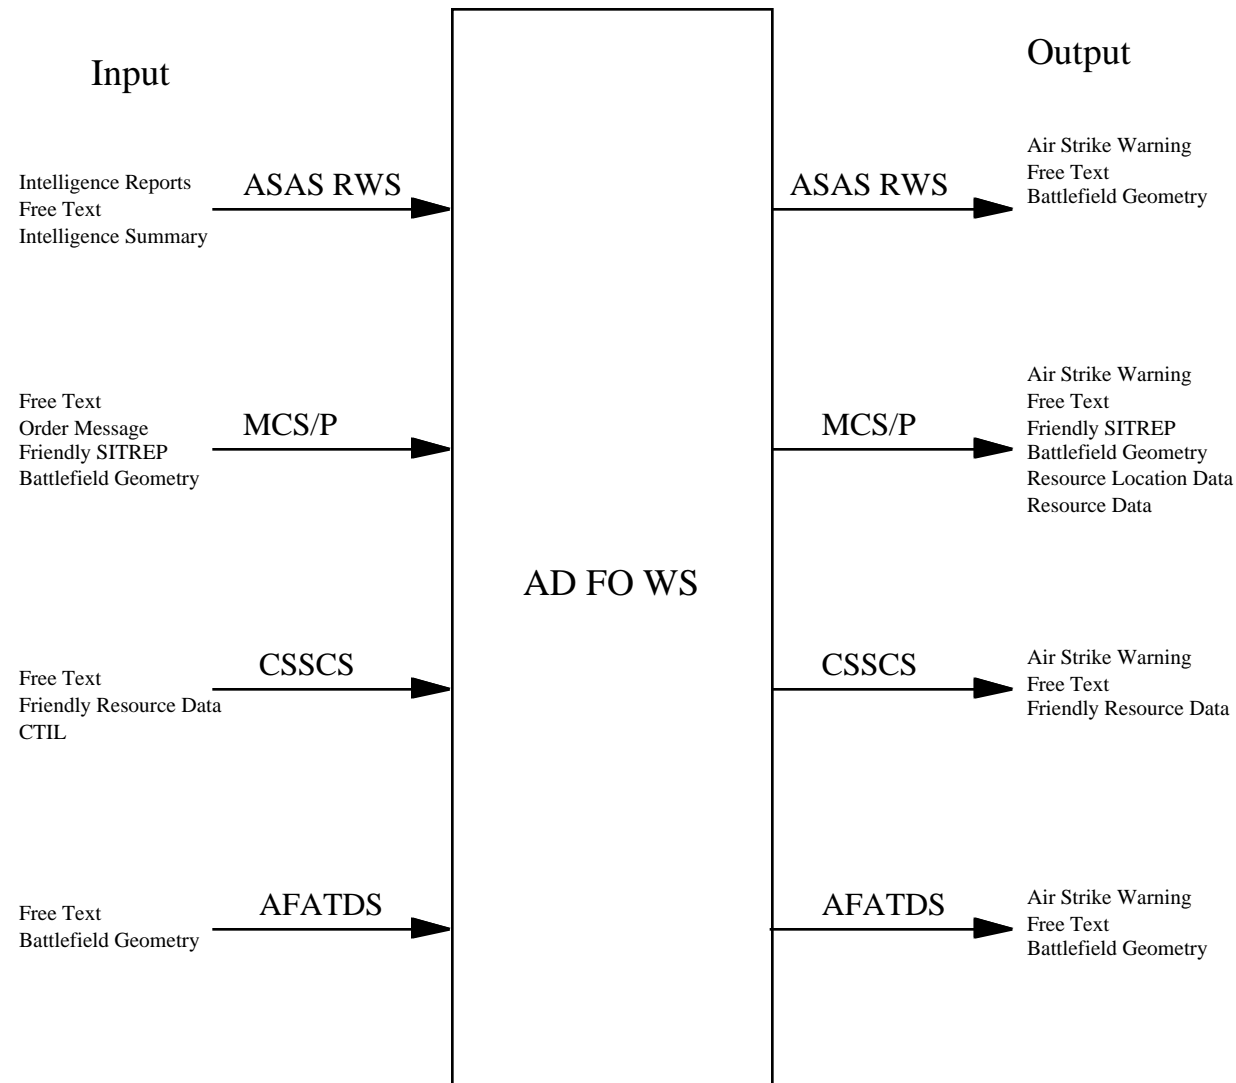 Input
Output
Intelligence Reports
Free Text
Intelligence Summary
ASAS RWS
ASAS RWS
Air Strike Warning
Free Text
Battlefield Geometry
Free Text
Order Message
Friendly SITREP
Battlefield Geometry
MCS/P
MCS/P
Air Strike Warning
Free Text
Friendly SITREP
Battlefield Geometry
Resource Location Data
Resource Data
AD FO WS
Free Text
Friendly Resource Data
CTIL
CSSCS
CSSCS
Air Strike Warning
Free Text
Friendly Resource Data
Free Text
Battlefield Geometry
AFATDS
AFATDS
Air Strike Warning
Free Text
Battlefield Geometry